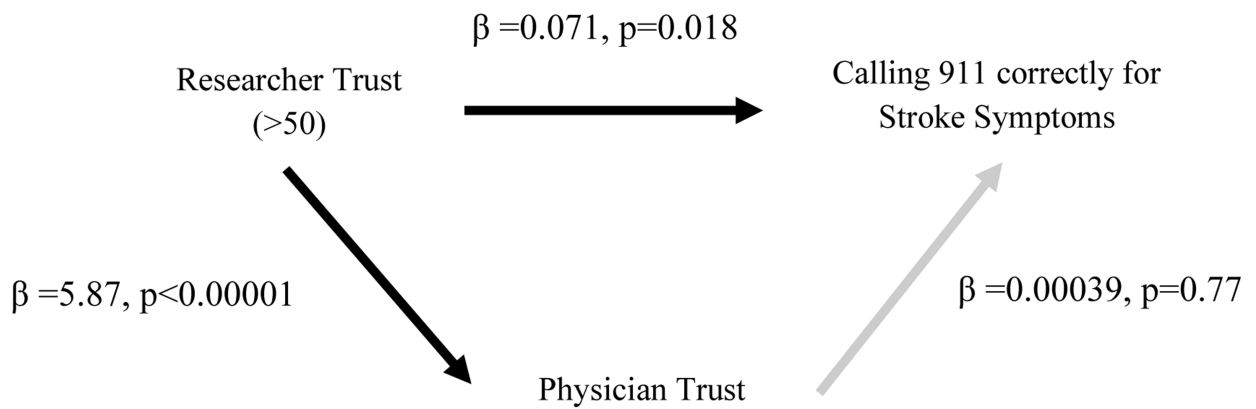 β =0.071, p=0.018
Researcher Trust
(>50)
Calling 911 correctly for
Stroke Symptoms
β =5.87, p<0.00001
β =0.00039, p=0.77
Physician Trust